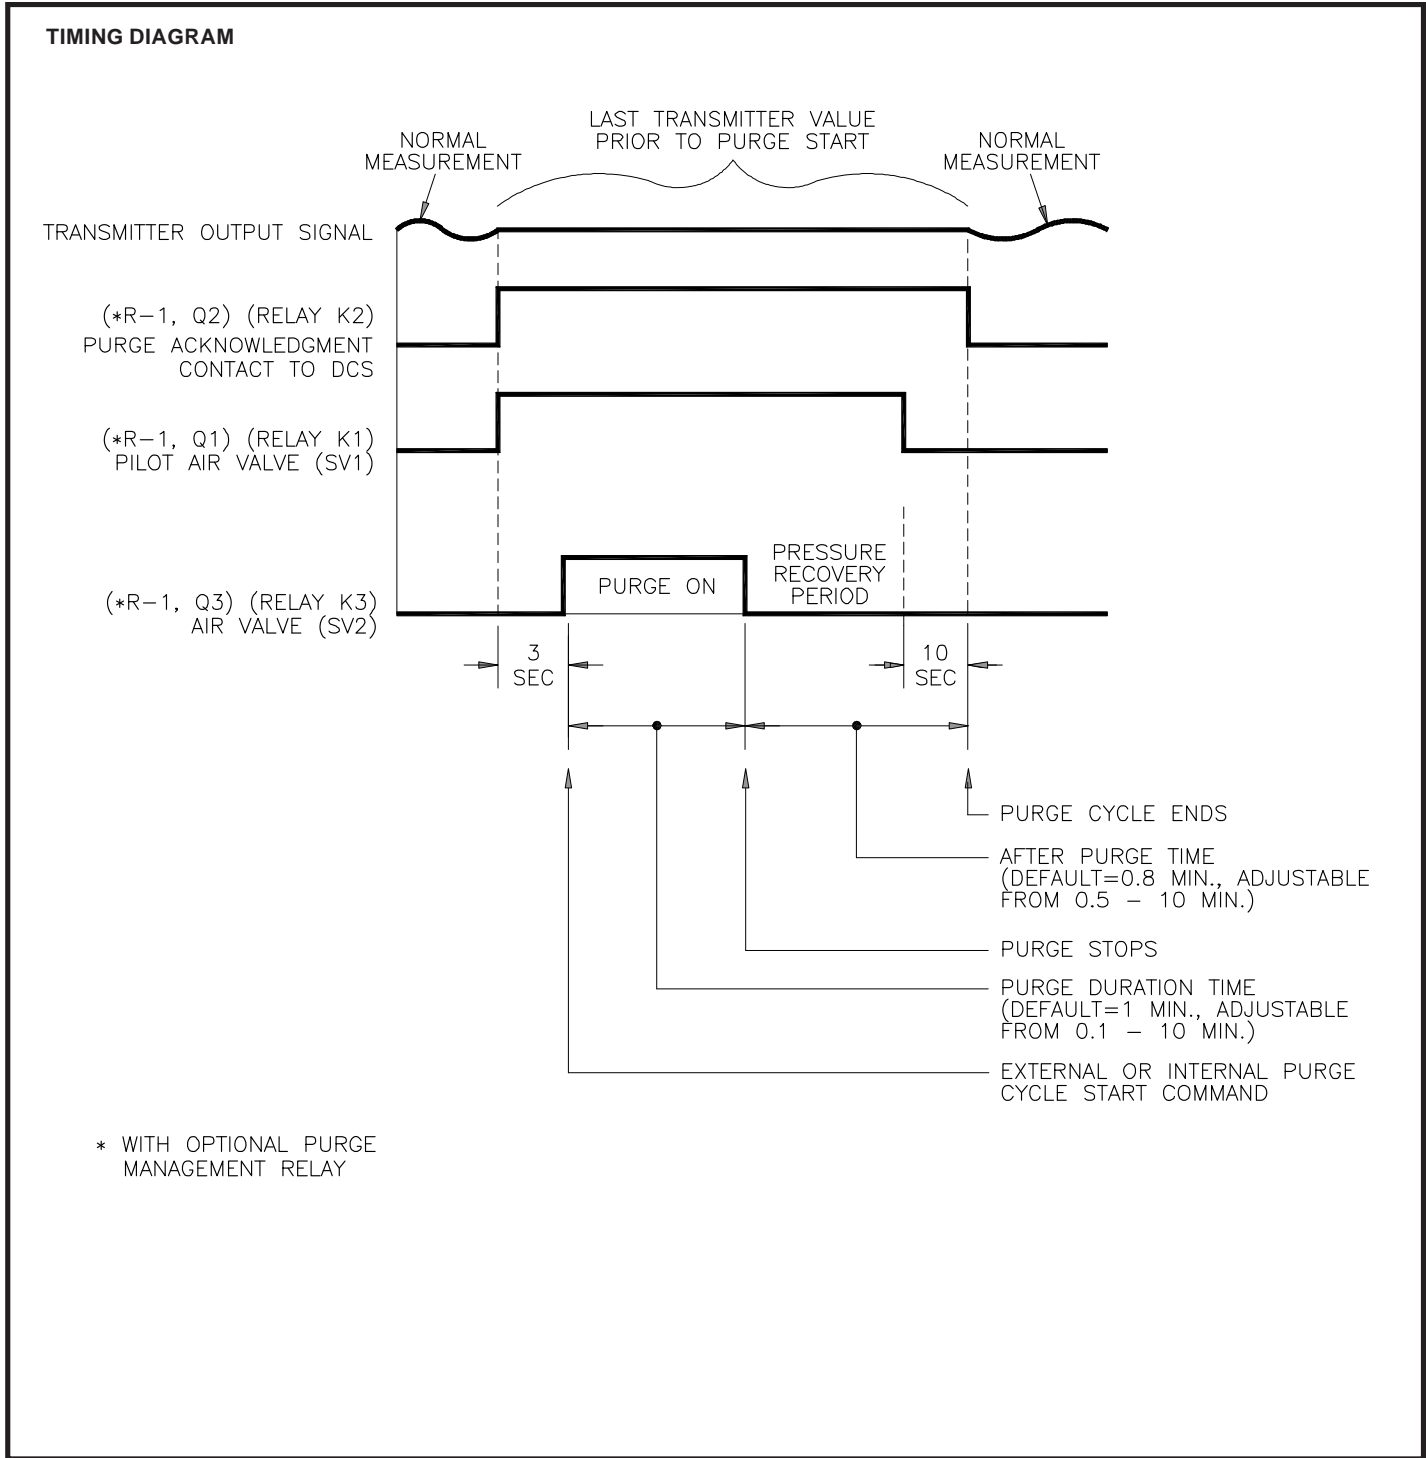 TIMING DIAGRAM
LAST TRANSMITTER VALUE
PRIOR TO PURGE START
NORMAL
MEASUREMENT
NORMAL
MEASUREMENT
TRANSMITTER OUTPUT SIGNAL
(*R-1, Q2) (RELAY K2)
PURGE ACKNOWLEDGMENT
CONTACT TO DCS
(*R-1, Q1) (RELAY K1)
PILOT AIR VALVE (SV1)
PURGE ON
PRESSURE
RECOVERY
PERIOD
(*R-1, Q3) (RELAY K3)
AIR VALVE (SV2)
3
SEC
10
SEC
PURGE CYCLE ENDS
AFTER PURGE TIME
(DEFAULT=0.8 MIN., ADJUSTABLE
FROM 0.5 - 10 MIN.)
PURGE STOPS
PURGE DURATION TIME
(DEFAULT=1 MIN., ADJUSTABLE
FROM 0.1 - 10 MIN.)
EXTERNAL OR INTERNAL PURGE
CYCLE START COMMAND
* WITH OPTIONAL PURGE
MANAGEMENT RELAY